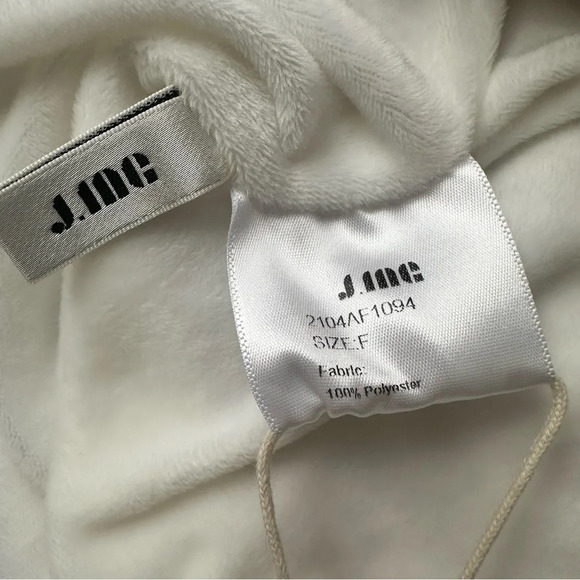 J.ING
J.ING
2104AF1094
SIZE:F
Fabric:
100% Polyester